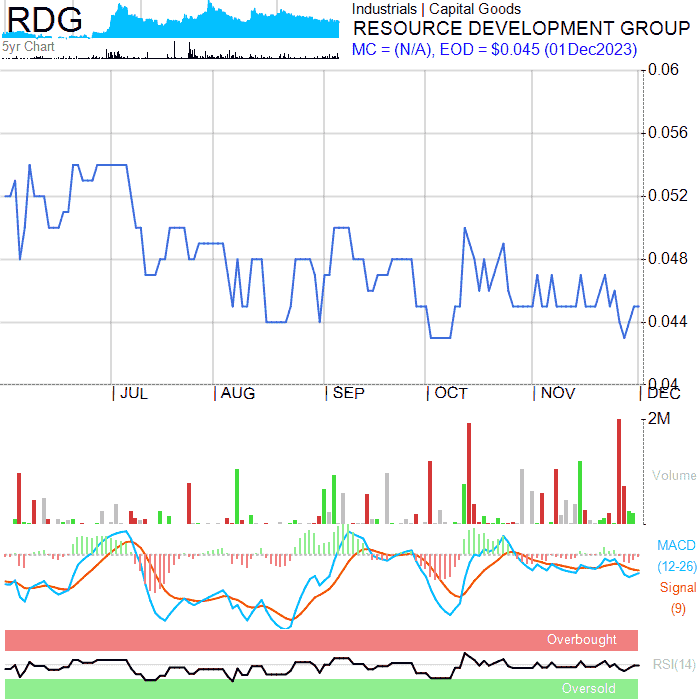 RDG
Industrials | Capital Goods
RESOURCE DEVELOPMENT GROUP
5yr Chart
MC = (N/A), EOD = $0.045 (01Dec2023)
0.06
0.056
0.052
0.048
0.044
0.04
JUL AUG SEP OCT NOV DEC
2M
Volume
MACD
(12-26)
Signal
(9)
Overbought
RSI(14)
Oversold